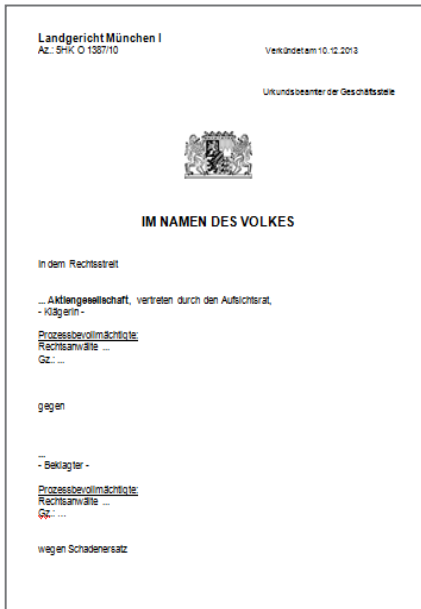 Landgericht München I
Az.: 5HK O 1387/10 Verkündet am 10.12.2013
Urkundsbeamter der Geschäftsstelle
IM NAMEN DES VOLKES
In dem Rechtsstreit
... Aktiengesellschaft, vertreten durch den Aufsichtsrat,
- Klägerin -
Prozessbevollmächtigte:
Rechtsanwälte ...
Gz.: ...
gegen
...
- Beklagter -
Prozessbevollmächtigte:
Rechtsanwälte ...
Gz.: ...
wegen Schadenersatz